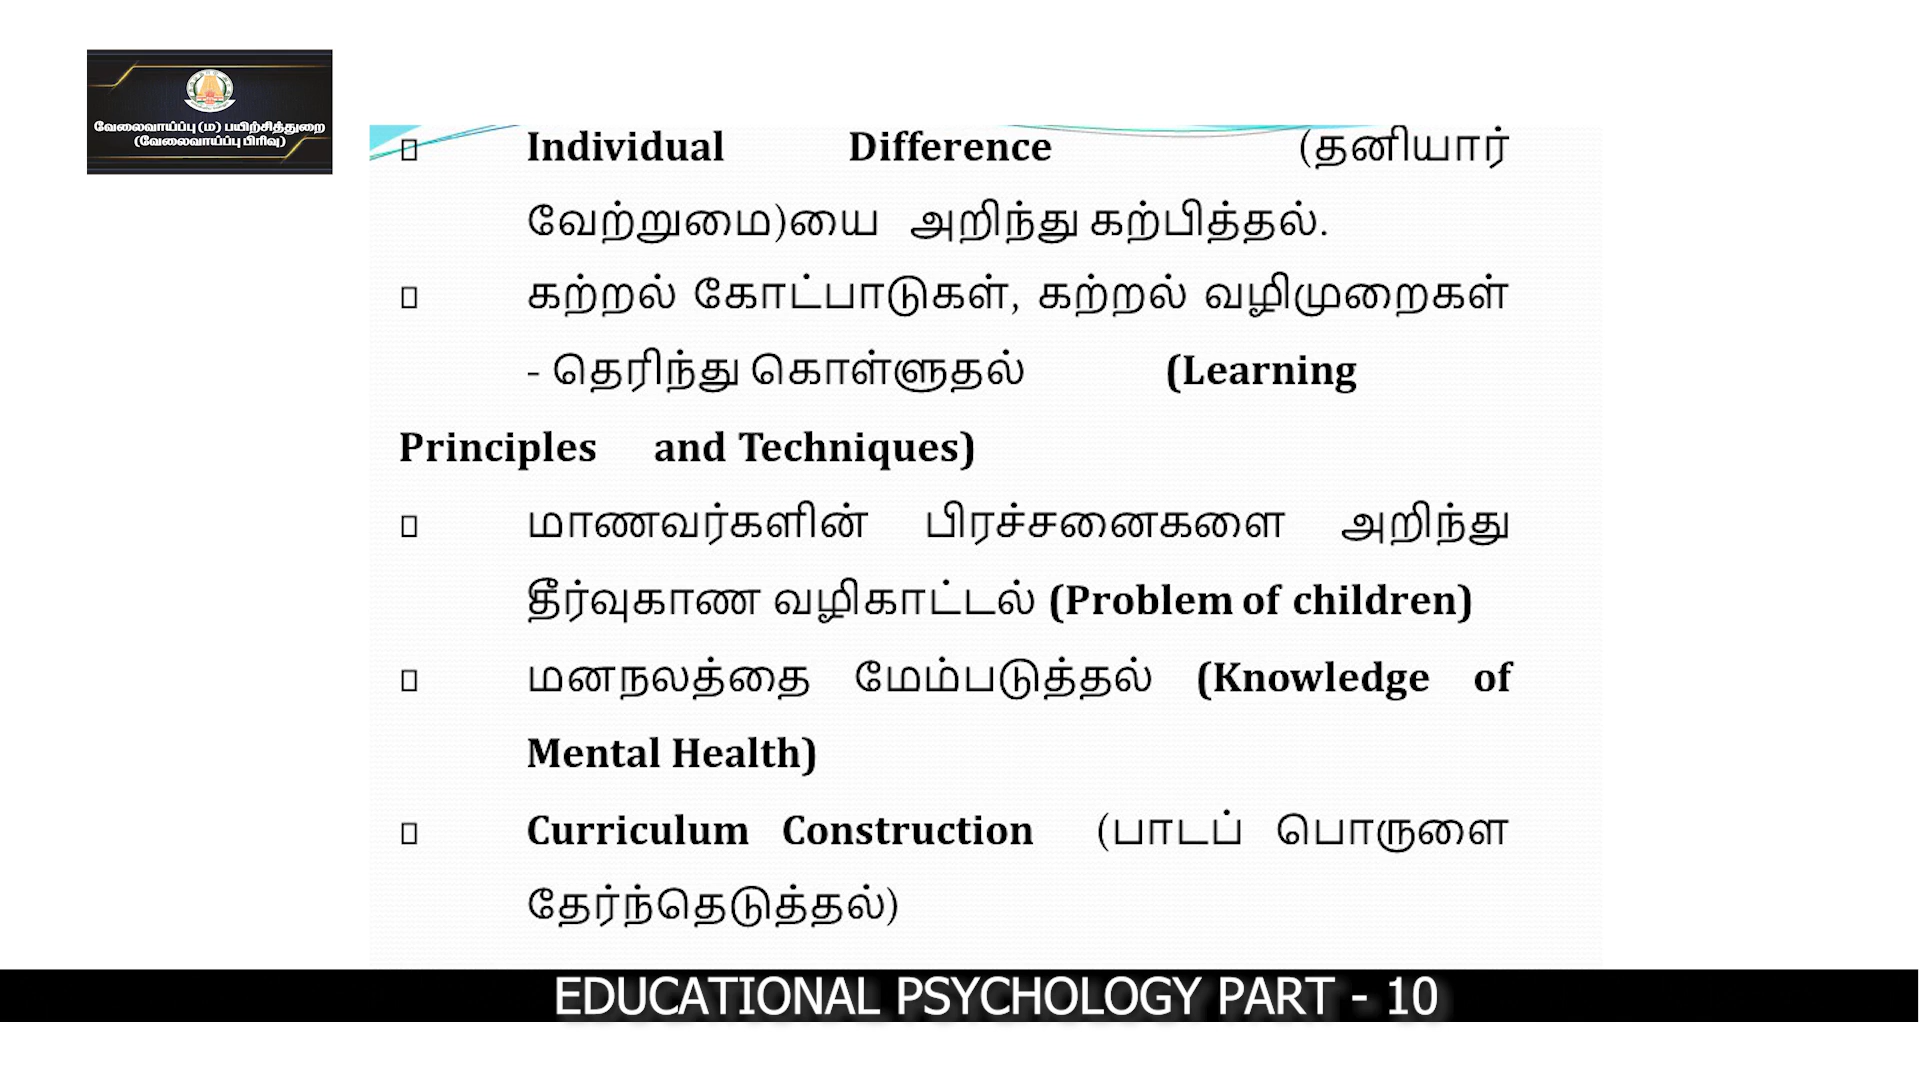 வேலைவாய்ப்பு (ம) பயிற்சித்துறை
(வேலைவாய்ப்பு பிரிவு)
Individual Difference (தனியார்
வேற்றுமை)யை அறிந்து கற்பித்தல்.
கற்றல் கோட்பாடுகள், கற்றல் வழிமுறைகள்
- தெரிந்து கொள்ளுதல் (Learning
Principles and Techniques)
மாணவர்களின் பிரச்சனைகளை அறிந்து
தீர்வுகாண வழிகாட்டல் (Problem of children)
மனநலத்தை மேம்படுத்தல் (Knowledge of
Mental Health)
Curriculum Construction (பாடப் பொருளை
தேர்ந்தெடுத்தல்)
EDUCATIONAL PSYCHOLOGY PART - 10